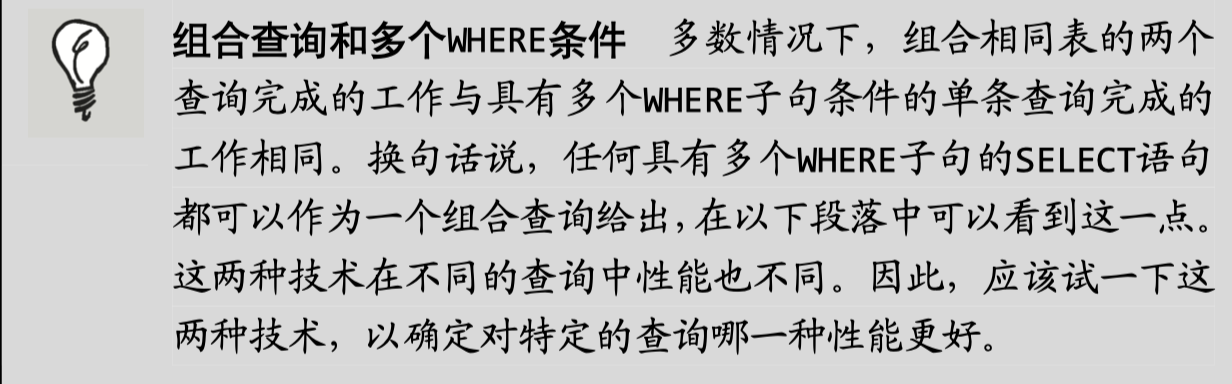 组合查询和多个WHERE条件　多数情况下，组合相同表的两个
查询完成的工作与具有多个WHERE子句条件的单条查询完成的
工作相同。换句话说，任何具有多个WHERE子句的SELECT语句
都可以作为一个组合查询给出，在以下段落中可以看到这一点。
这两种技术在不同的查询中性能也不同。因此，应该试一下这
两种技术，以确定对特定的查询哪一种性能更好。